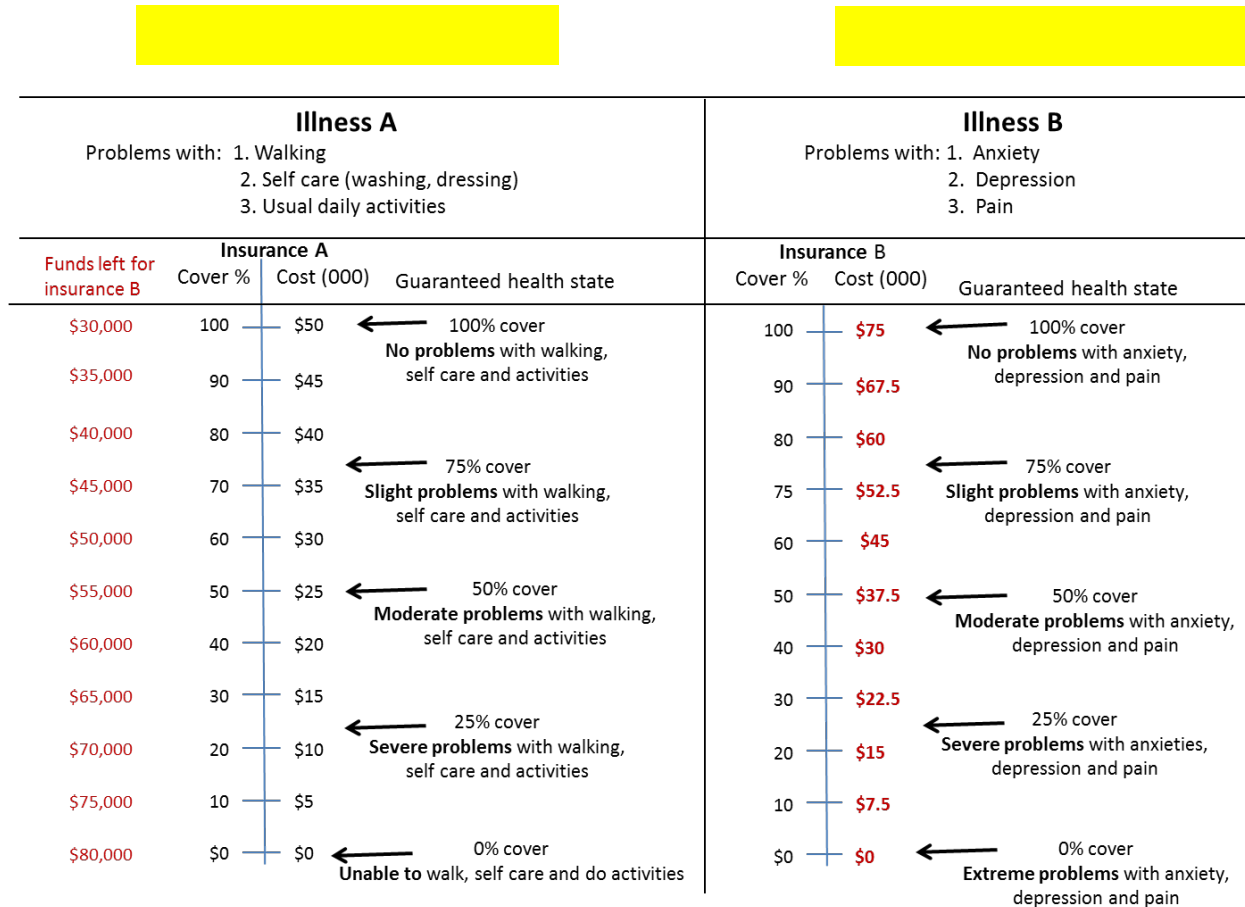 Illness A
Problems with: 1. Walking
2. Self care (washing, dressing)
3. Usual daily activities
Illness B
Problems with: 1. Anxiety
2. Depression
3. Pain
Funds left for
insurance B
Insurance A
Cover % Cost (000) Guaranteed health state
$30,000 100 $50 100% cover
No problems with walking,
self care and activities
$35,000 90 $45
$40,000 80 $40
75% cover
$45,000 70 $35 Slight problems with walking,
self care and activities
$50,000 60 $30
$55,000 50 $25 50% cover
Moderate problems with walking,
self care and activities
$60,000 40 $20
$65,000 30 $15
25% cover
$70,000 20 $10 Severe problems with walking,
self care and activities
$75,000 10 $5
$80,000 $0 $0 0% cover
Unable to walk, self care and do activities
Insurance B
Cover % Cost (000) Guaranteed health state
100 $75 100% cover
No problems with anxiety,
depression and pain
90 $67.5
80 $60
75% cover
75 $52.5 Slight problems with anxiety,
depression and pain
60 $45
50 $37.5 50% cover
Moderate problems with anxiety,
depression and pain
40 $30
30 $22.5
25% cover
20 $15 Severe problems with anxieties,
depression and pain
10 $7.5
$0 $0 0% cover
Extreme problems with anxiety,
depression and pain